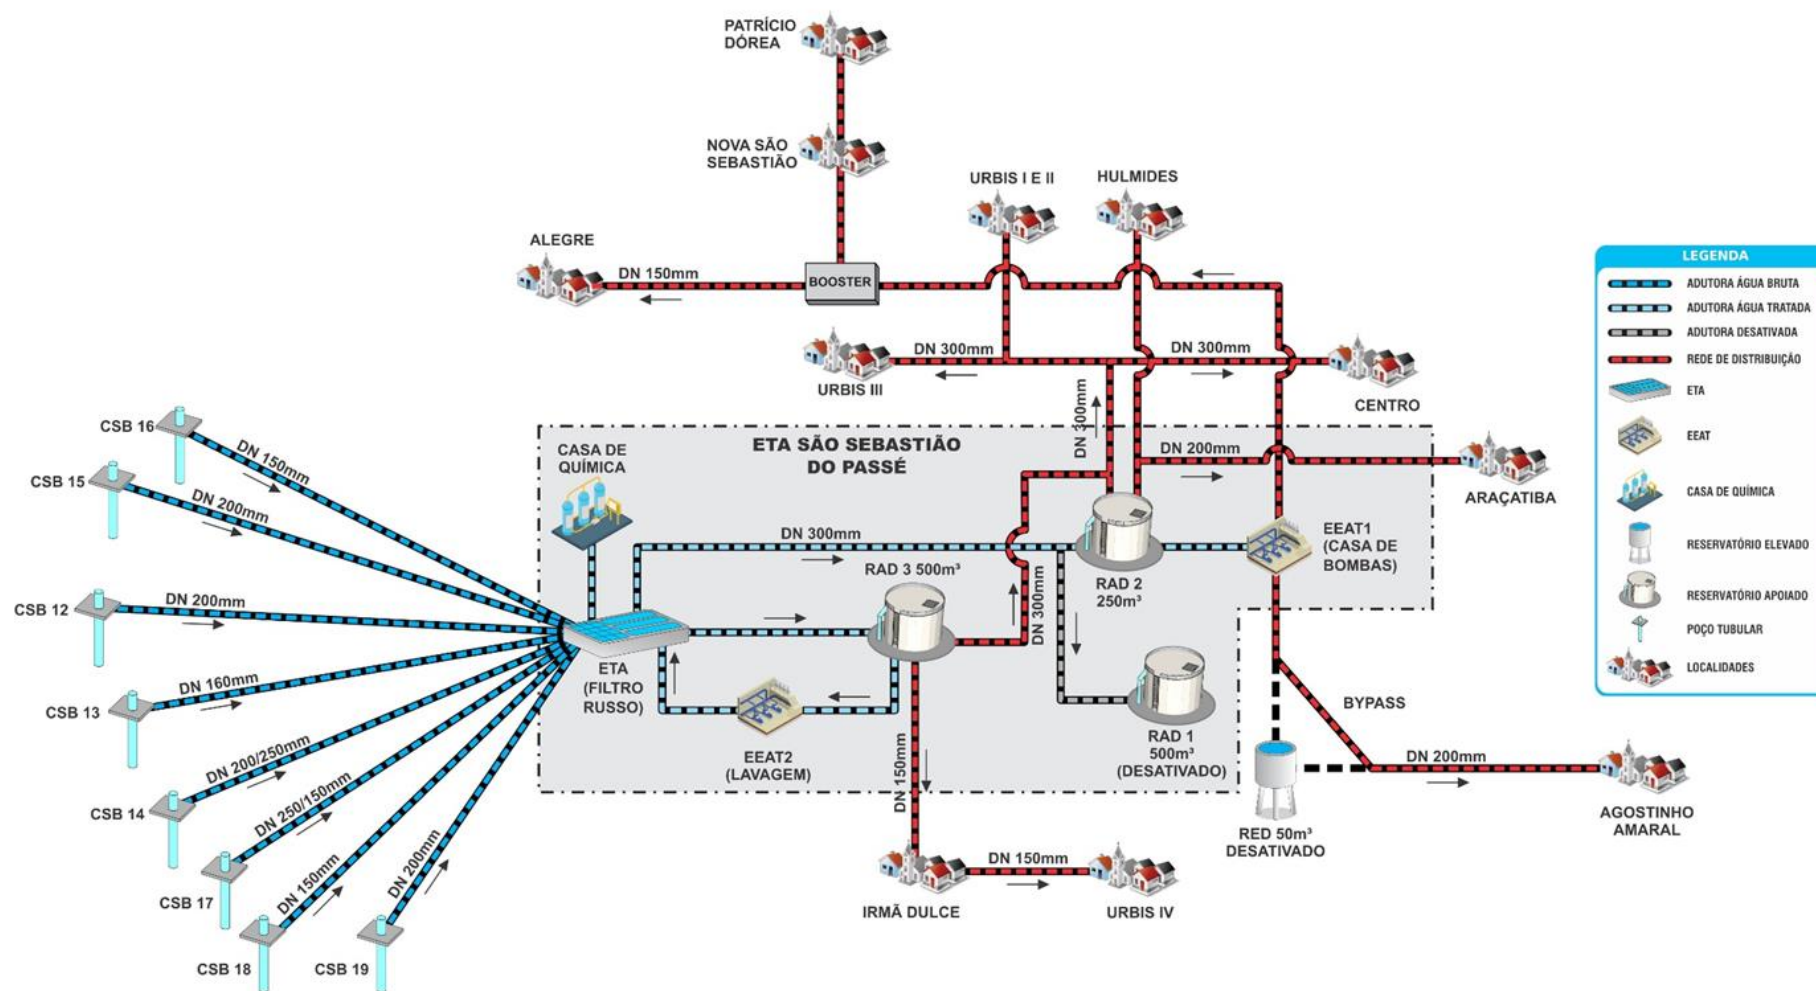 PATRÍCIO
DÓREA
NOVA SÃO
SEBASTIÃO
URBIS I E II
HULMIDES
ALEGRE
DN 150mm
BOOSTER
DN 300mm
DN 300mm
URBIS III
CENTRO
DN 300mm
LEGENDA
ADUTORA ÁGUA BRUTA
ADUTORA ÁGUA TRATADA
ADUTORA DESATIVADA
REDE DE DISTRIBUIÇÃO
ETA
EEAT
CASA DE QUÍMICA
RESERVATÓRIO ELEVADO
RESERVATÓRIO APOIADO
POÇO TUBULAR
LOCALIDADES
CSB 16
DN 150mm
CSB 15
DN 200mm
CSB 12
DN 200mm
CSB 13
DN 160mm
CSB 14
DN 200/250mm
CSB 17
DN 250/150mm
CSB 18
DN 150mm
CSB 19
DN 200mm
ETA SÃO SEBASTIÃO
DO PASSÉ
CASA DE
QUÍMICA
DN 200mm
ARAÇATIBA
DN 300mm
RAD 3 500m³
DN 300mm
RAD 2
250m³
EEAT1
(CASA DE
BOMBAS)
ETA
(FILTRO
RUSSO)
EEAT2
(LAVAGEM)
RAD 1
500m³
(DESATIVADO)
BYPASS
DN 150mm
DN 200mm
RED 50m³
DESATIVADO
AGOSTINHO
AMARAL
DN 150mm
IRMÃ DULCE
URBIS IV